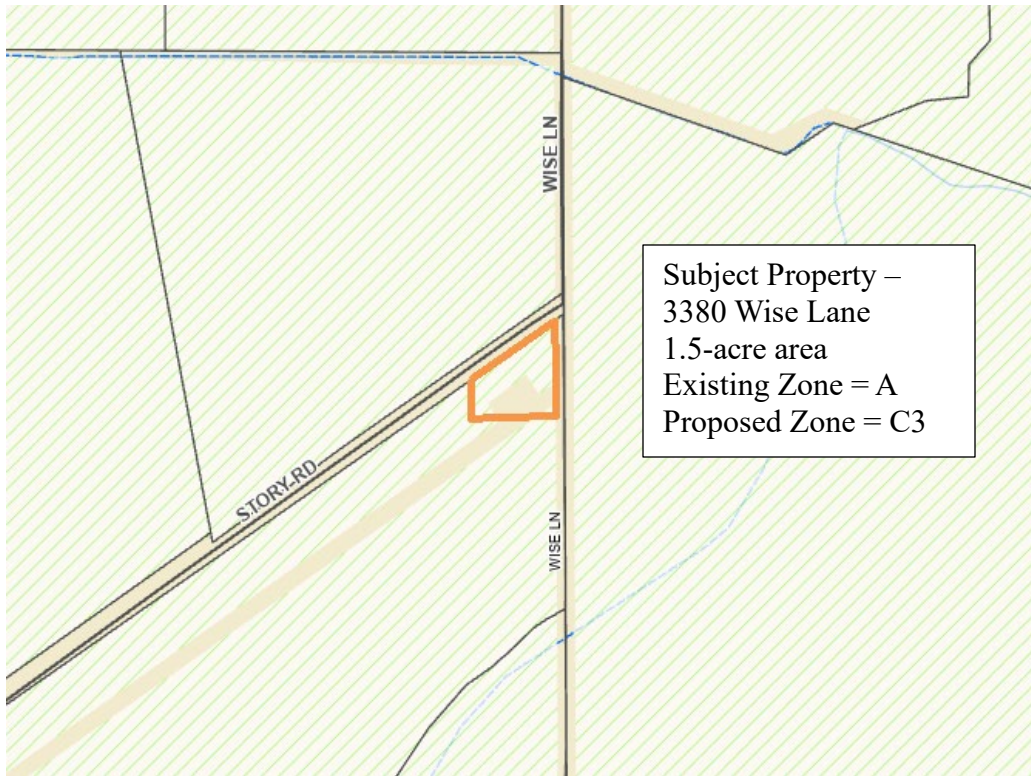 WISE LN
Subject Property –
3380 Wise Lane
1.5-acre area
Existing Zone = A
Proposed Zone = C3
STORY RD
WISE LN